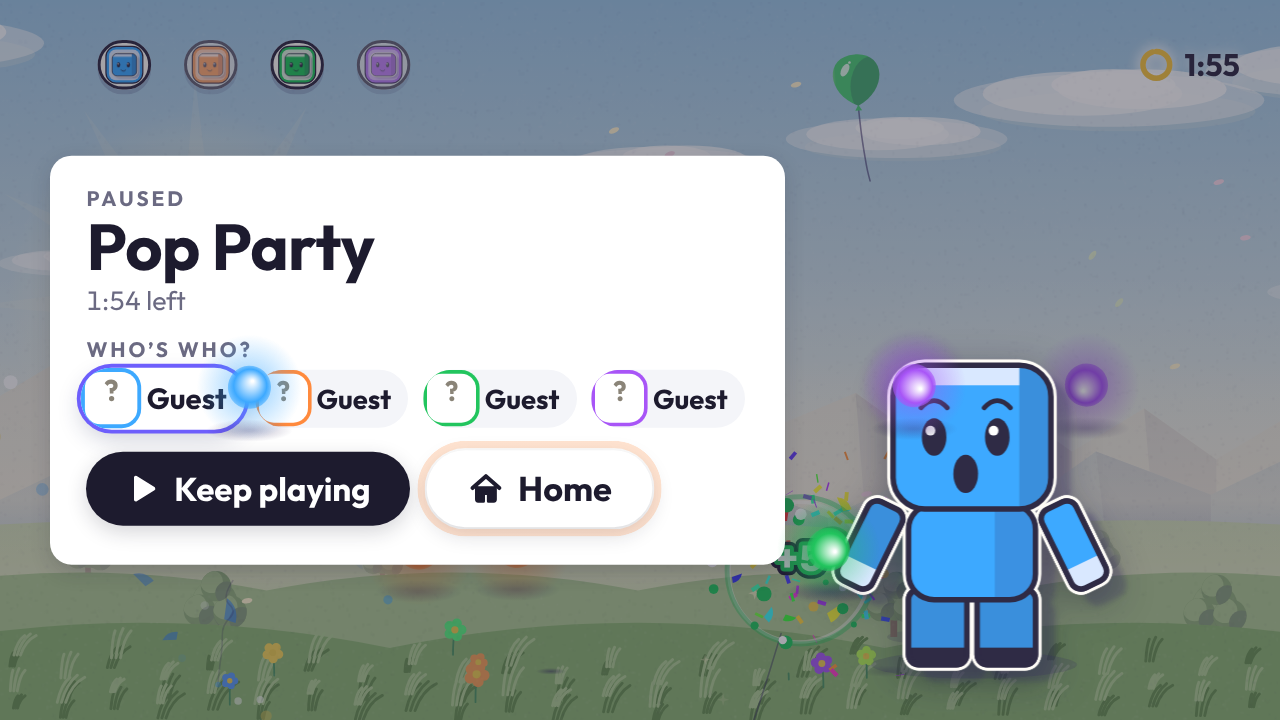 1:55
PAUSED
Pop Party
1:54 left
WHO'S WHO?
? Guest ? Guest ? Guest ? Guest
Keep playing Home